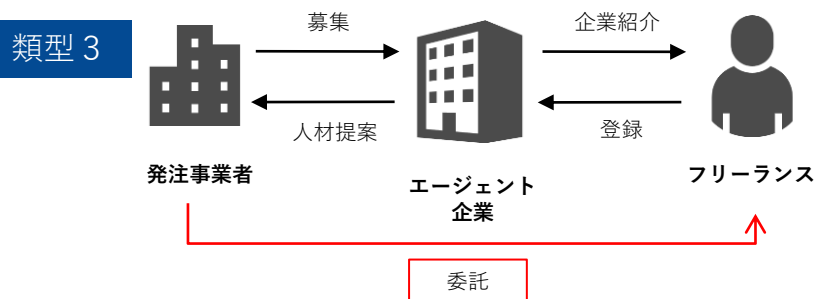 類型３
募集
企業紹介
人材提案
登録
発注事業者
エージェント
企業
フリーランス
委託